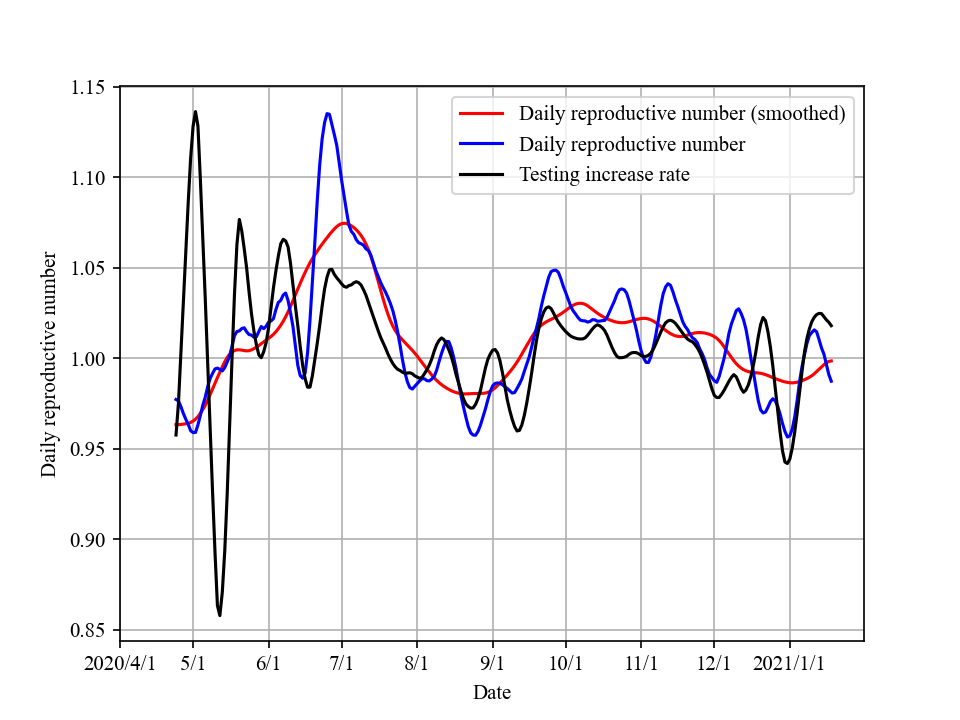 1.15
1.10
1.05
1.00
0.95
0.90
0.85
Daily reproductive number
Daily reproductive number (smoothed)
Daily reproductive number
Testing increase rate
2020/4/1 5/1 6/1 7/1 8/1 9/1 10/1 11/1 12/1 2021/1/1
Date